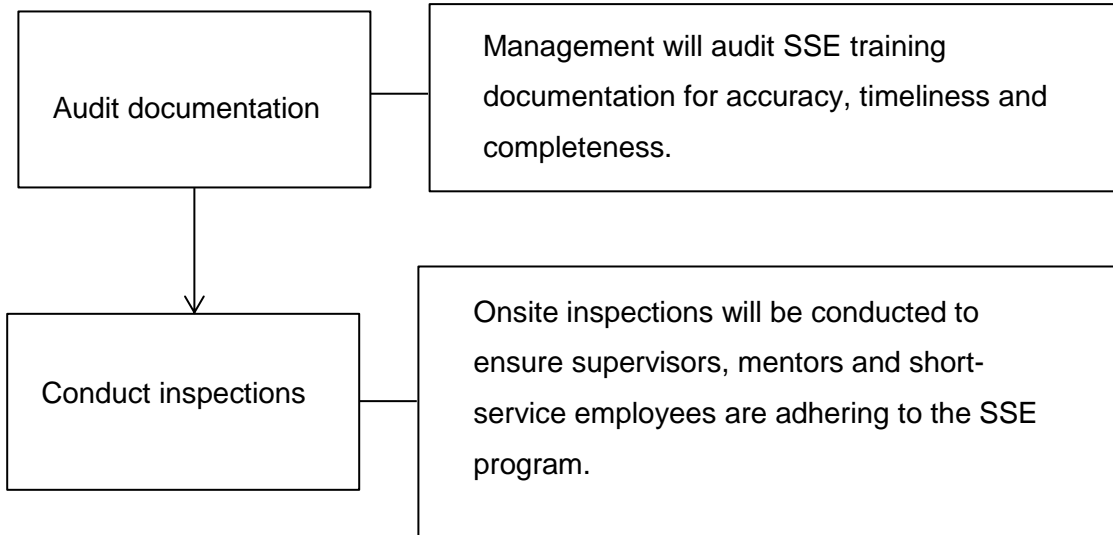 Audit documentation
Management will audit SSE training
documentation for accuracy, timeliness and
completeness.
Conduct inspections
Onsite inspections will be conducted to
ensure supervisors, mentors and short-
service employees are adhering to the SSE
program.